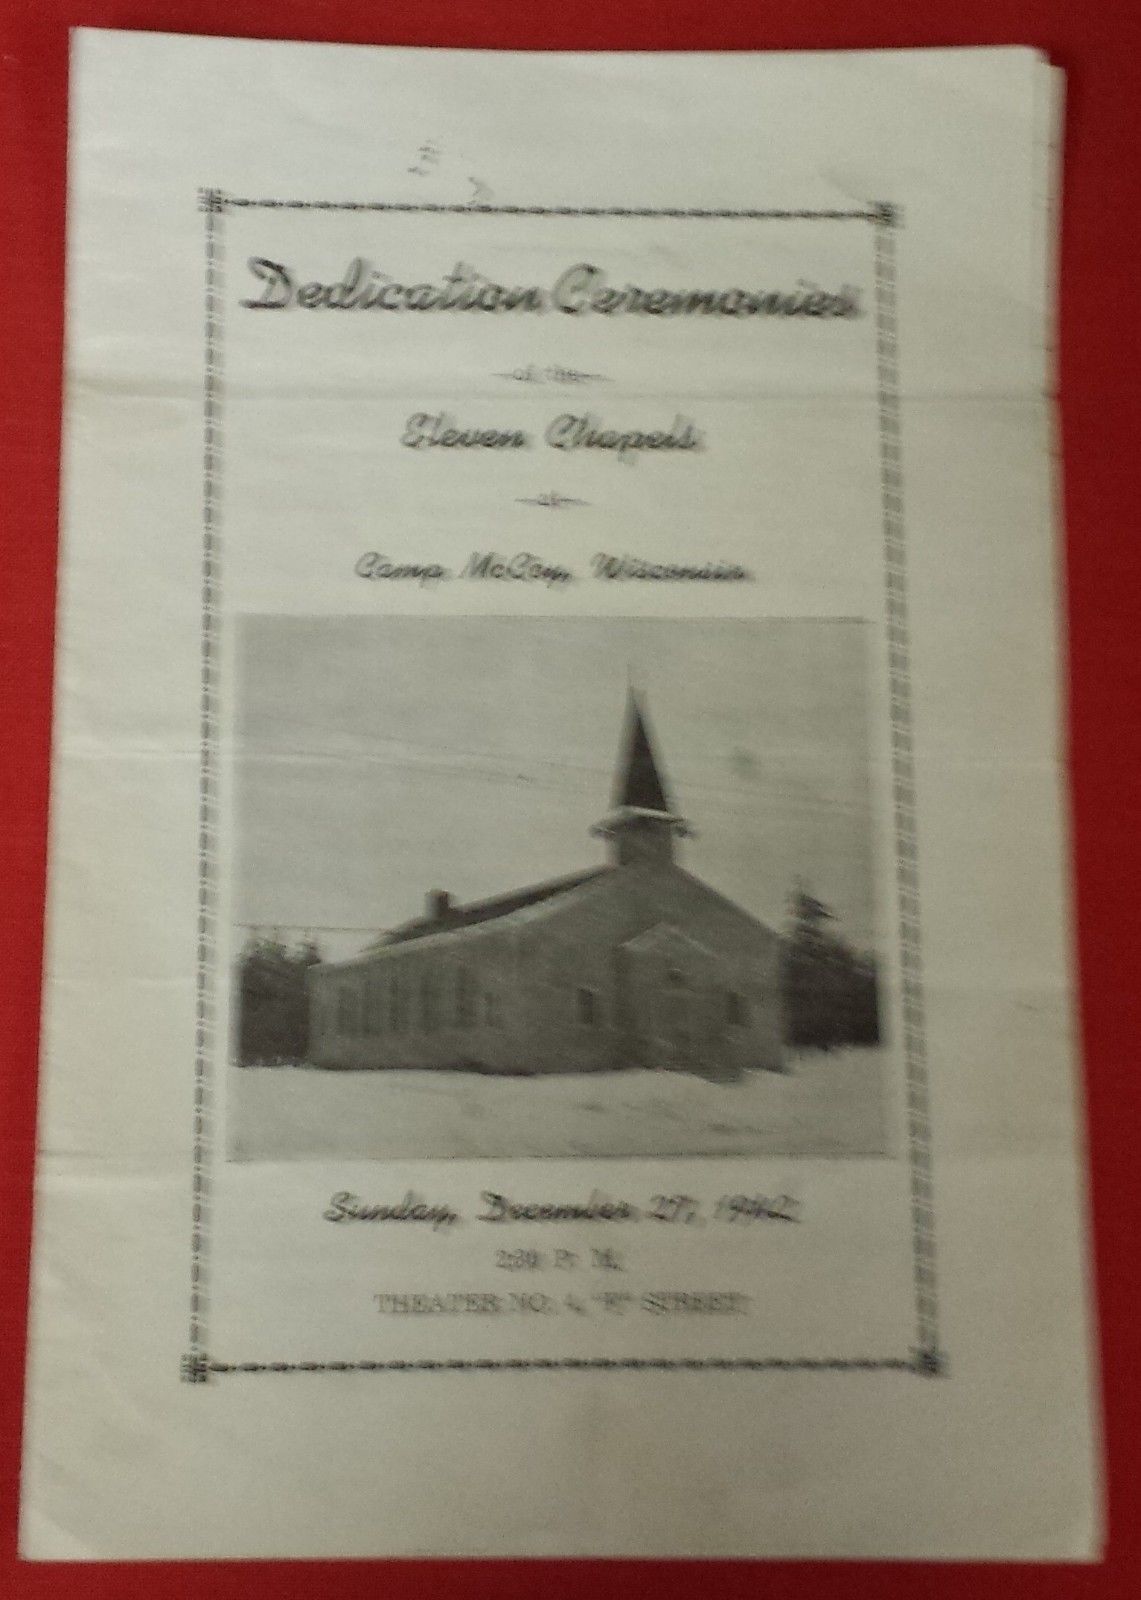 Dedication Ceremonies
of the
Eleven Chapels
at
Camp McCoy, Wisconsin
Sunday, December 27, 1942
2:30 P. M.
THEATER NO. 4, STREET